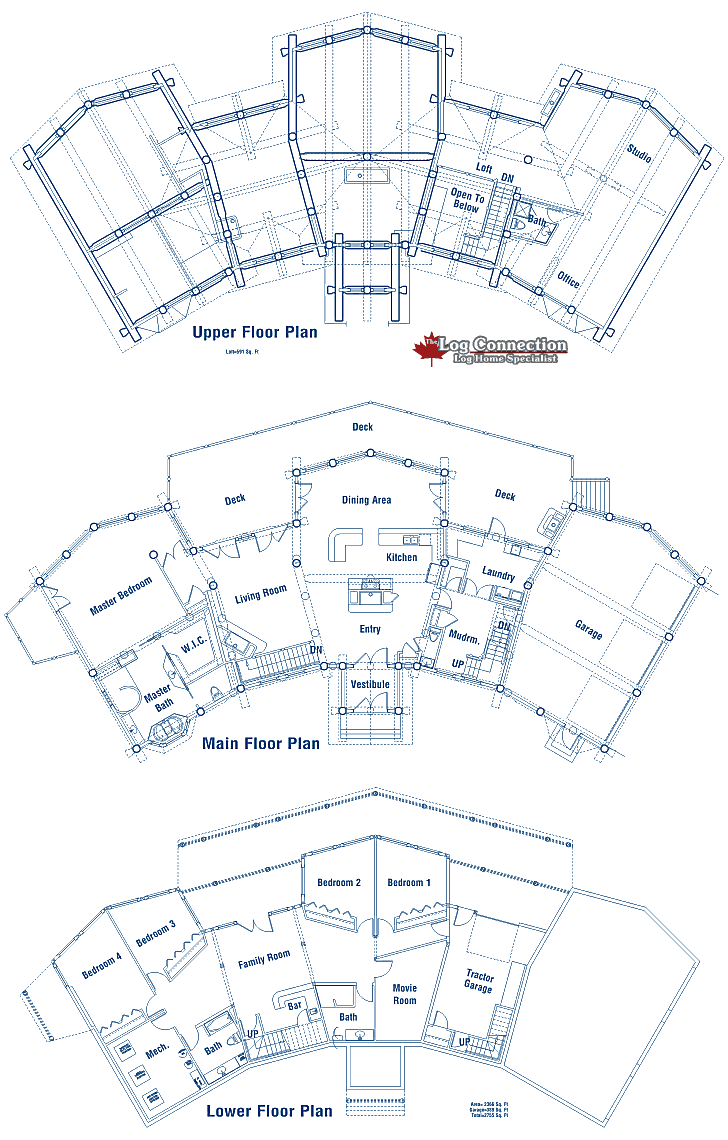 Studio
Loft
DN
Open To
Below
Bath
Office
Upper Floor Plan
Loft=591 Sq. Ft
The
Log Connection
Log Home Specialist
Deck
Deck
Dining Area
Deck
Kitchen
Laundry
Master Bedroom
Living Room
Garage
DN
Entry
Mudrm.
W.I.C.
DN
UP
Vestibule
Master
Bath
Main Floor Plan
Bedroom 2
Bedroom 1
Bedroom 3
Family Room
Bedroom 4
Tractor
Garage
Movie
Room
Bar
Bath
UP
Mech.
Bath
UP
Lower Floor Plan
Area= 2366 Sq. Ft
Garage=389 Sq. Ft
Total=2755 Sq. Ft